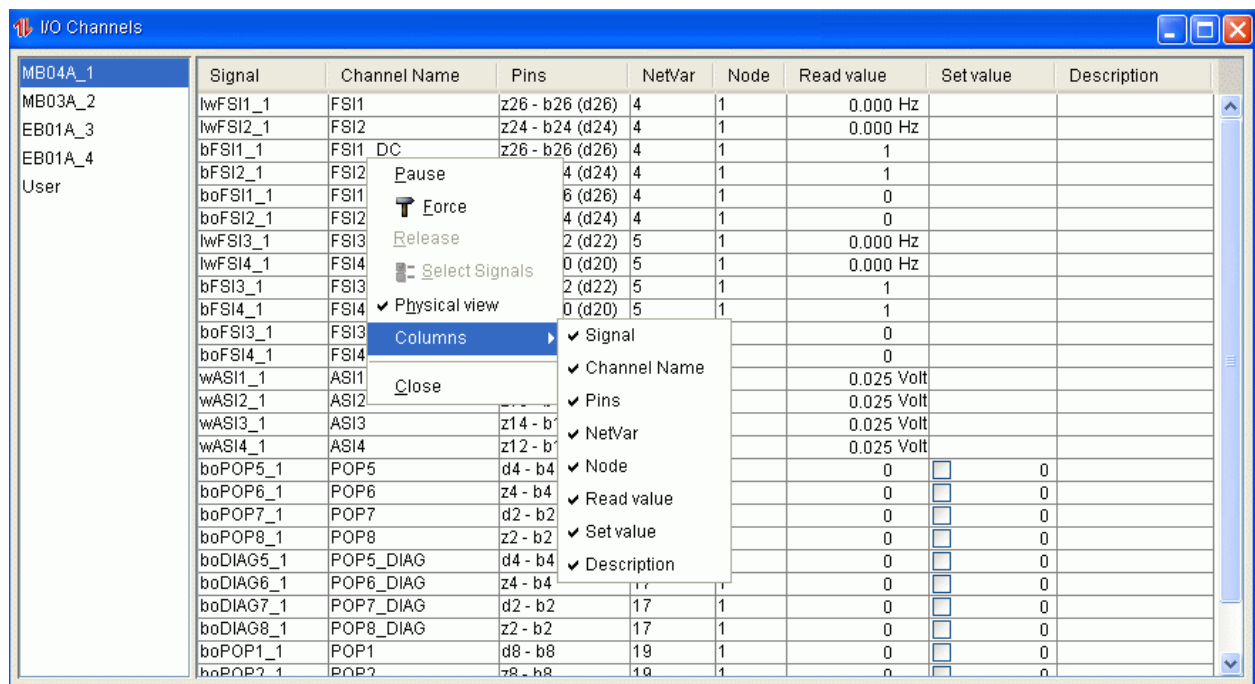 I/O Channels
MB04A_1
MB03A_2
EB01A_3
EB01A_4
User
Signal Channel Name Pins NetVar Node Read value Set value Description
lwFSI1_1 FSI1 z26 - b26 (d26) 4 1 0.000 Hz
lwFSI2_1 FSI2 z24 - b24 (d24) 4 1 0.000 Hz
bFSI1_1 FSI1_DC z26 - b26 (d26) 4 1 1
bFSI2_1 FSI2 4 (d24) 4 1 1
boFSI1_1 FSI1 6 (d26) 4 1 0
boFSI2_1 FSI2 4 (d24) 4 1 0
lwFSI3_1 FSI3 2 (d22) 5 1 0.000 Hz
lwFSI4_1 FSI4 0 (d20) 5 1 0.000 Hz
bFSI3_1 FSI3 2 (d22) 5 1 1
bFSI4_1 FSI4 0 (d20) 5 1 1
boFSI3_1 FSI3 0
boFSI4_1 FSI4 0
wASI1_1 ASI1 0.025 Volt
wASI2_1 ASI2 0.025 Volt
wASI3_1 ASI3 z14 - b1 0.025 Volt
wASI4_1 ASI4 z12 - b1 0.025 Volt
boPOP5_1 POP5 d4 - b4 0 0
boPOP6_1 POP6 z4 - b4 0 0
boPOP7_1 POP7 d2 - b2 0 0
boPOP8_1 POP8 z2 - b2 0 0
boDIAG5_1 POP5_DIAG d4 - b4 0 0
boDIAG6_1 POP6_DIAG z4 - b4 17 1 0 0
boDIAG7_1 POP7_DIAG d2 - b2 17 1 0 0
boDIAG8_1 POP8_DIAG z2 - b2 17 1 0 0
boPOP1_1 POP1 d8 - b8 19 1 0 0
boPOP2_1 POP2 z8 - b8 19 1 0 0
Pause
Force
Release
Select Signals
Physical view
Columns
Close
Signal
Channel Name
Pins
NetVar
Node
Read value
Set value
Description